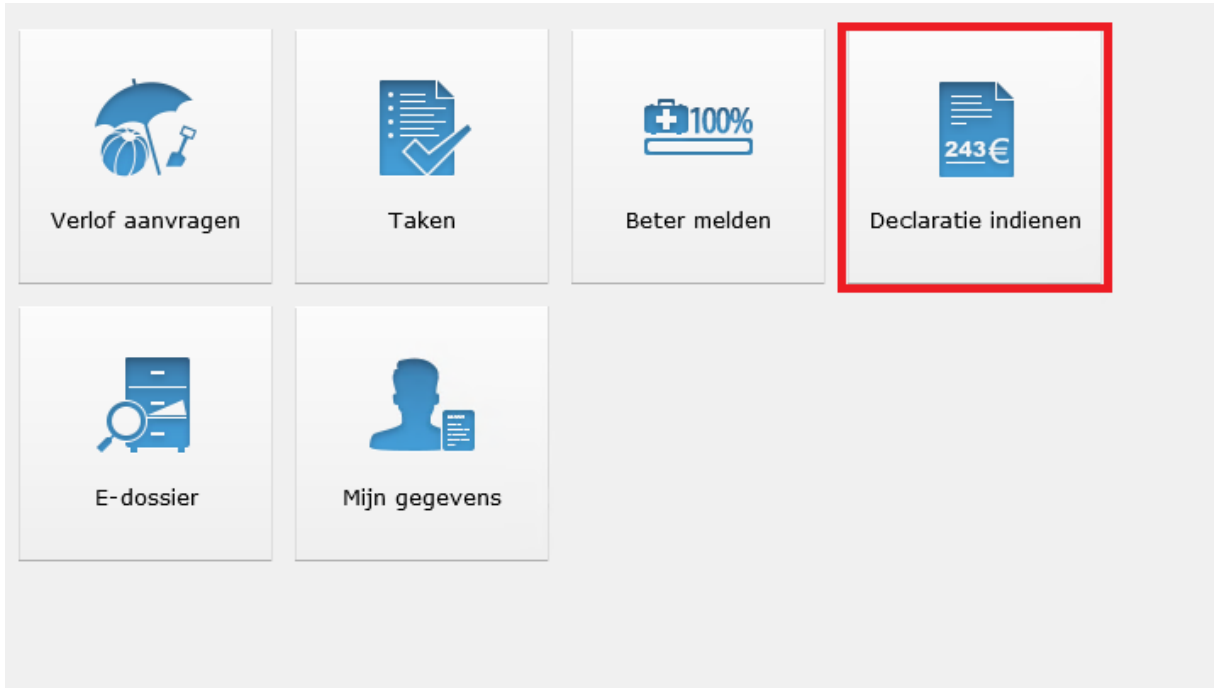 100%
243€
Verlof aanvragen
Taken
Beter melden
Declaratie indienen
E-dossier
Mijn gegevens